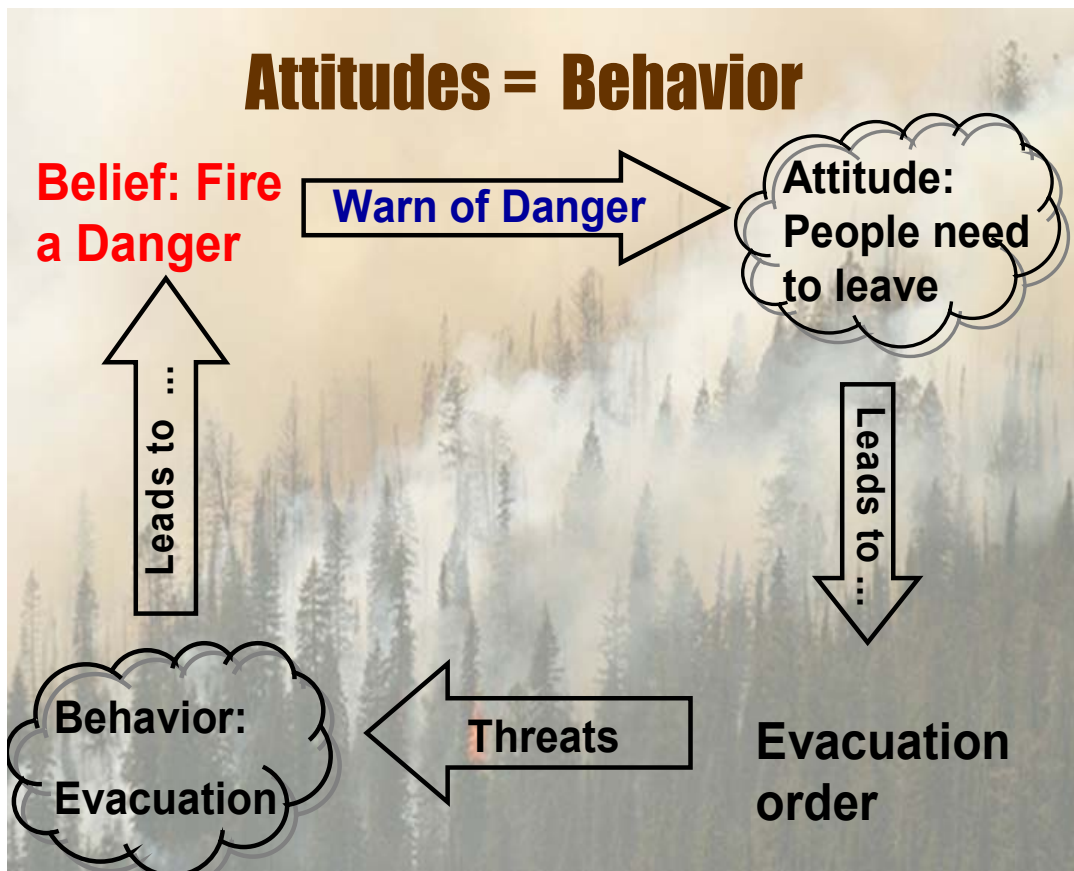 Attitudes = Behavior
Belief: Fire
a Danger
Warn of Danger
Attitude:
People need
to leave
Leads to ...
Leads to ...
Behavior:
Evacuation
Threats
Evacuation
order